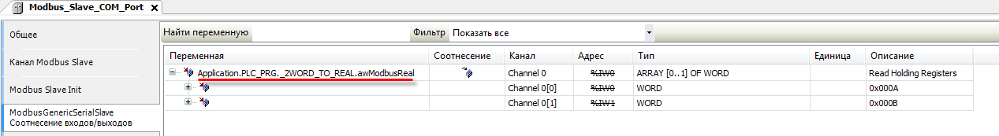 Modbus_Slave_COM_Port
Общее
Канал Modbus Slave
Modbus Slave Init
ModbusGenericSerialSlave
Соотнесение входов/выходов
Найти переменную Фильтр Показать все
Переменная Соотнесение Канал Адрес Тип Единица Описание
Application.PLC_PRG._2WORD_TO_REAL.awModbusReal Channel 0 %IW0 ARRAY [0..1] OF WORD Read Holding Registers
Channel 0[0] %IW0 WORD 0x000A
Channel 0[1] %IW1 WORD 0x000B